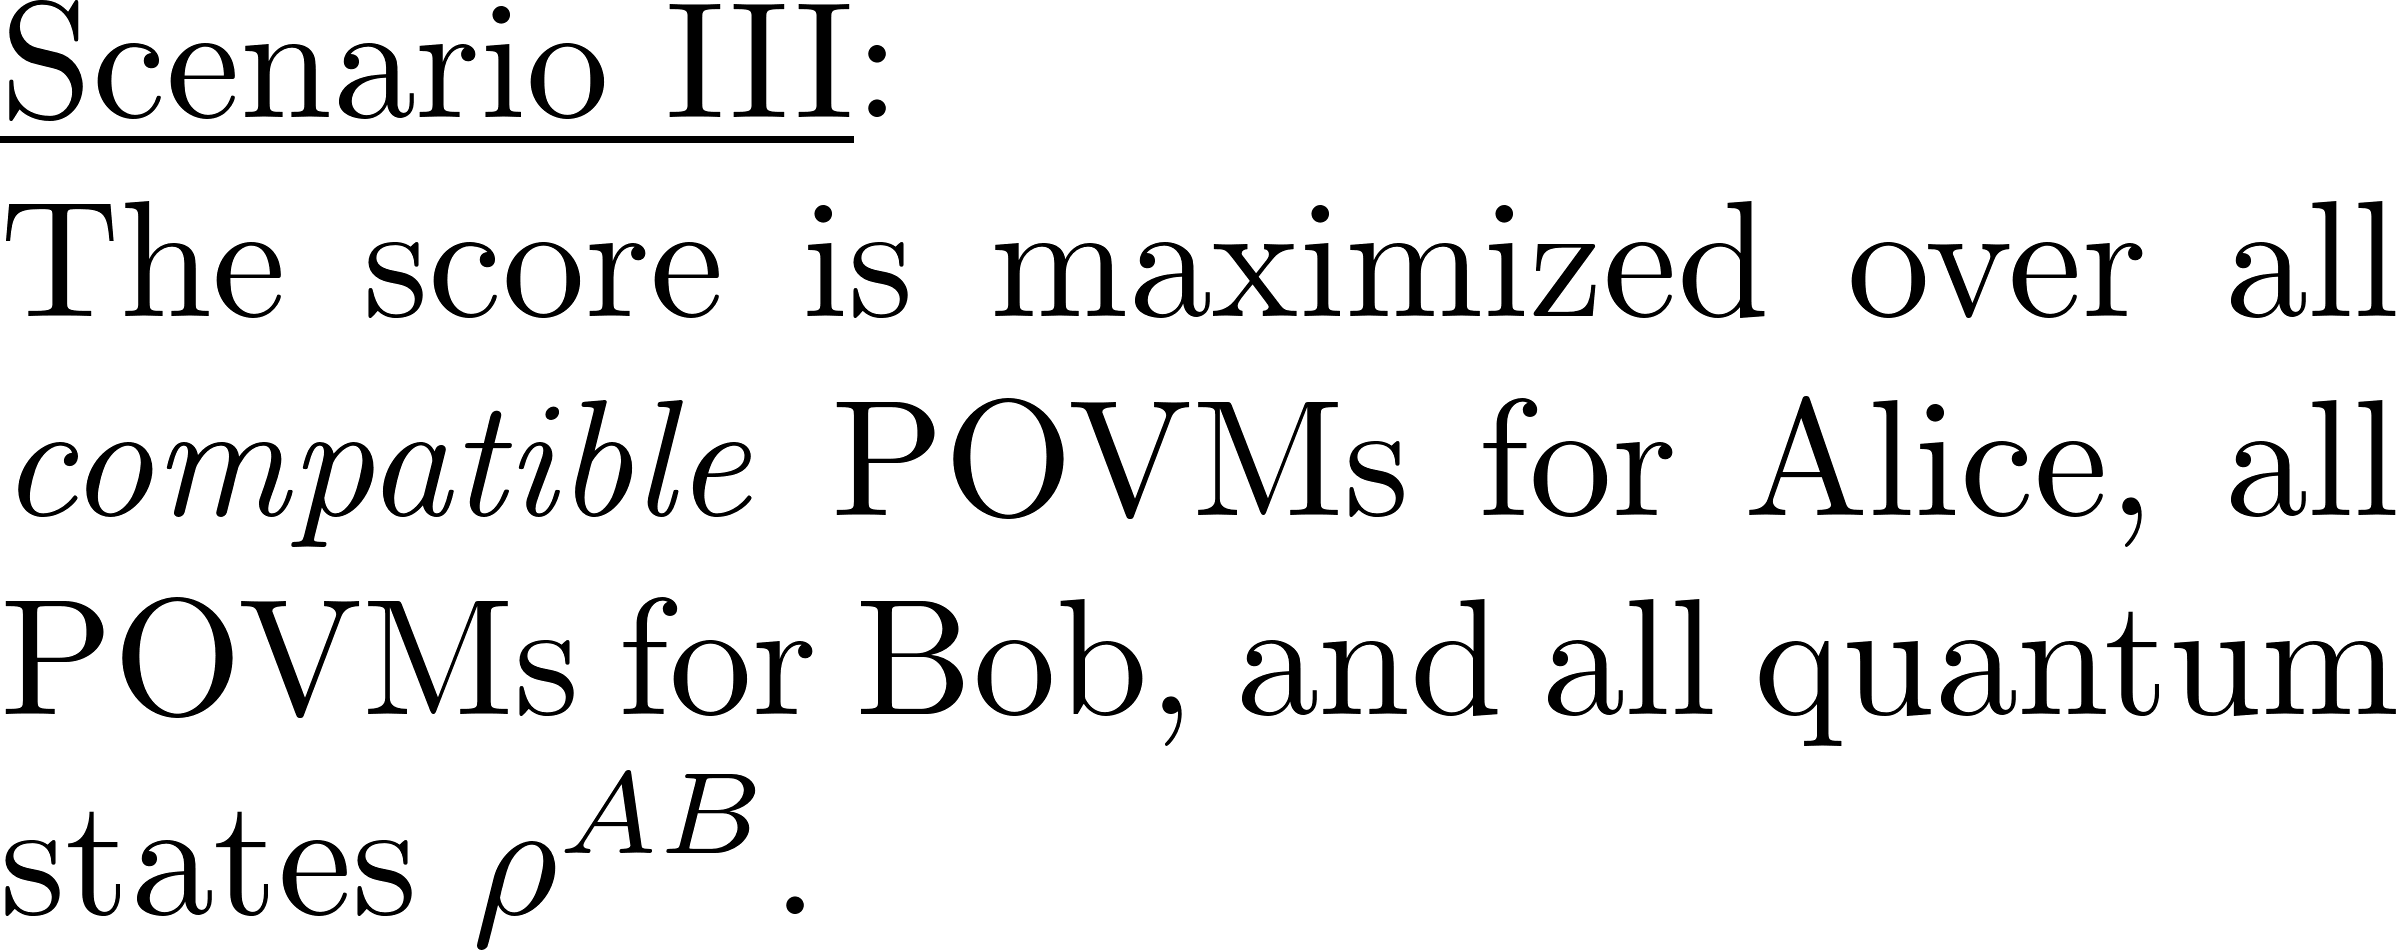 Scenario III:
The score is maximized over all
compatible POVMs for Alice, all
POVMs for Bob, and all quantum
states ρ^{AB}.